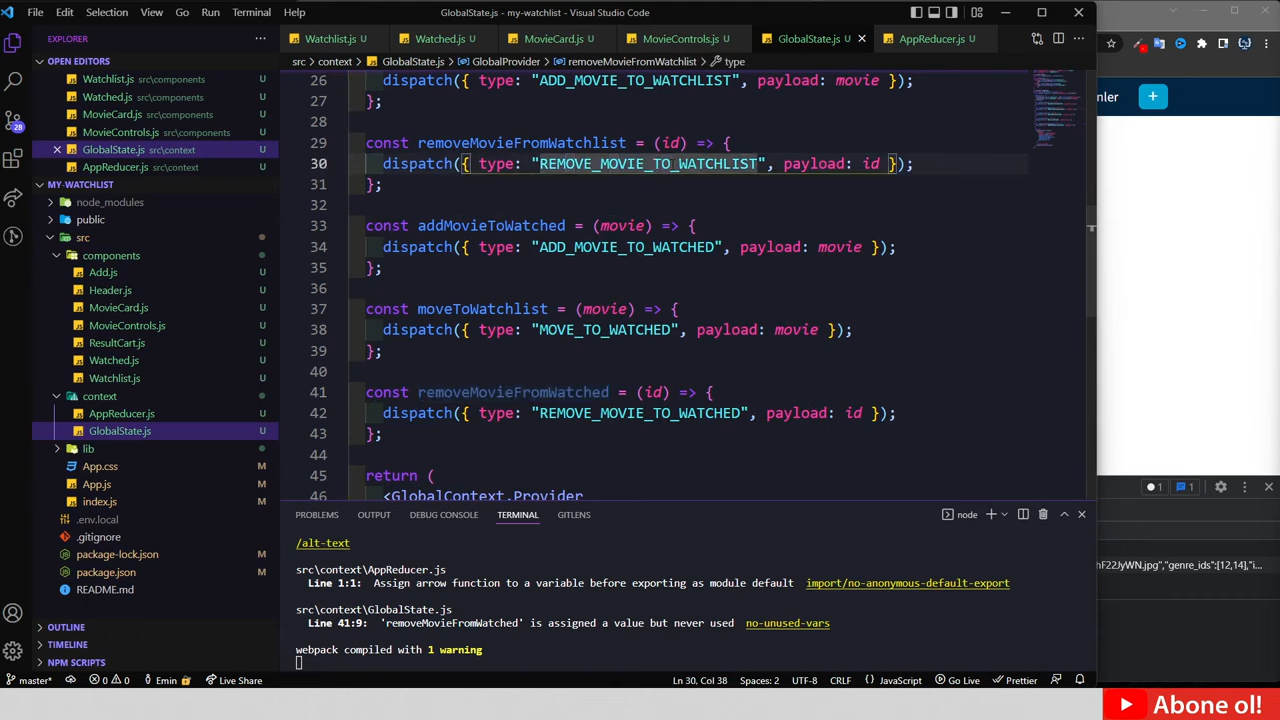 File Edit Selection View Go Run Terminal Help GlobalState.js - my-watchlist - Visual Studio Code
EXPLORER
Watchlist.js U Watched.js U MovieCard.js U MovieControls.js U GlobalState.js U AppReducer.js U
OPEN EDITORS
src > context > GlobalState.js > GlobalProvider > removeMovieFromWatchlist > type
Watchlist.js src\components U
Watched.js src\components U
MovieCard.js src\components U
MovieControls.js src\components U
GlobalState.js src\context U
AppReducer.js src\context U
MY-WATCHLIST
node_modules
public
src
components
Add.js U
Header.js U
MovieCard.js U
MovieControls.js U
ResultCart.js U
Watched.js U
Watchlist.js U
context
AppReducer.js U
GlobalState.js U
lib
App.css M
App.js M
index.js M
.env.local
.gitignore
package-lock.json M
package.json M
README.md
OUTLINE
TIMELINE
NPM SCRIPTS
28
26 dispatch({ type: "ADD_MOVIE_TO_WATCHLIST", payload: movie });
27 };
28
29 const removeMovieFromWatchlist = (id) => {
30 dispatch({ type: "REMOVE_MOVIE_TO_WATCHLIST", payload: id });
31 };
32
33 const addMovieToWatched = (movie) => {
34 dispatch({ type: "ADD_MOVIE_TO_WATCHED", payload: movie });
35 };
36
37 const moveToWatchlist = (movie) => {
38 dispatch({ type: "MOVE_TO_WATCHED", payload: movie });
39 };
40
41 const removeMovieFromWatched = (id) => {
42 dispatch({ type: "REMOVE_MOVIE_TO_WATCHED", payload: id });
43 };
44
45 return (
46 <GlobalContext.Provider
PROBLEMS OUTPUT DEBUG CONSOLE TERMINAL GITLENS node
/alt-text
src\context\AppReducer.js
Line 1:1: Assign arrow function to a variable before exporting as module default import/no-anonymous-default-export
src\context\GlobalState.js
Line 41:9: 'removeMovieFromWatched' is assigned a value but never used no-unused-vars
webpack compiled with 1 warning
nler +
1 1
hF22JyWN.jpg","genre_ids":[12,14],"i...
master* 0 0 Emin Live Share Ln 30, Col 38 Spaces: 2 UTF-8 CRLF JavaScript Go Live Prettier
Abone ol!